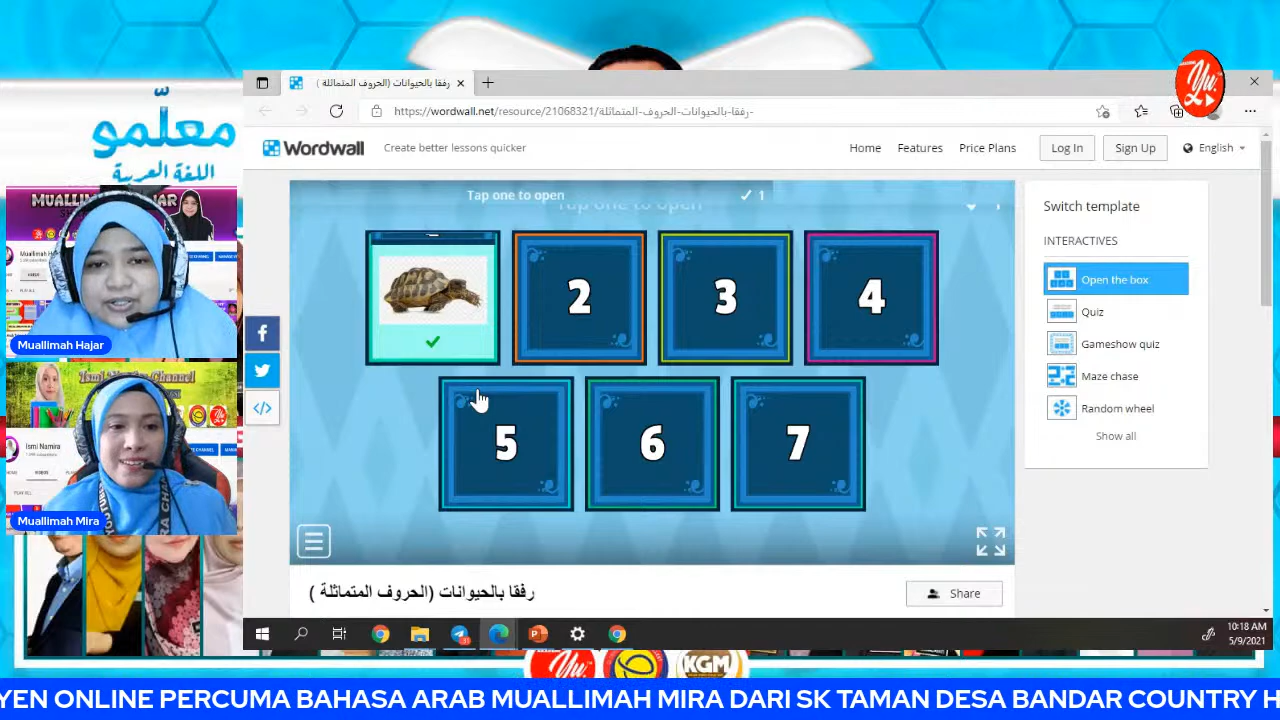 معلّمو
اللغة العربية
رفقا بالحيوانات (الحروف المتماثلة )
https://wordwall.net/resource/21068321/رفقا-بالحيوانات-الحروف-المتماثلة-
Wordwall
Create better lessons quicker
Home
Features
Price Plans
Log In
Sign Up
English
Tap one to open
✓ 1
2
3
4
5
6
7
Switch template
INTERACTIVES
Open the box
Quiz
Gameshow quiz
Maze chase
Random wheel
Show all
رفقا بالحيوانات (الحروف المتماثلة )
Share
Muallimah Hajar
Ismi Namira
Muallimah Mira
10:18 AM
5/9/2021
Yu.
KGM
YEN ONLINE PERCUMA BAHASA ARAB MUALLIMAH MIRA DARI SK TAMAN DESA BANDAR COUNTRY H